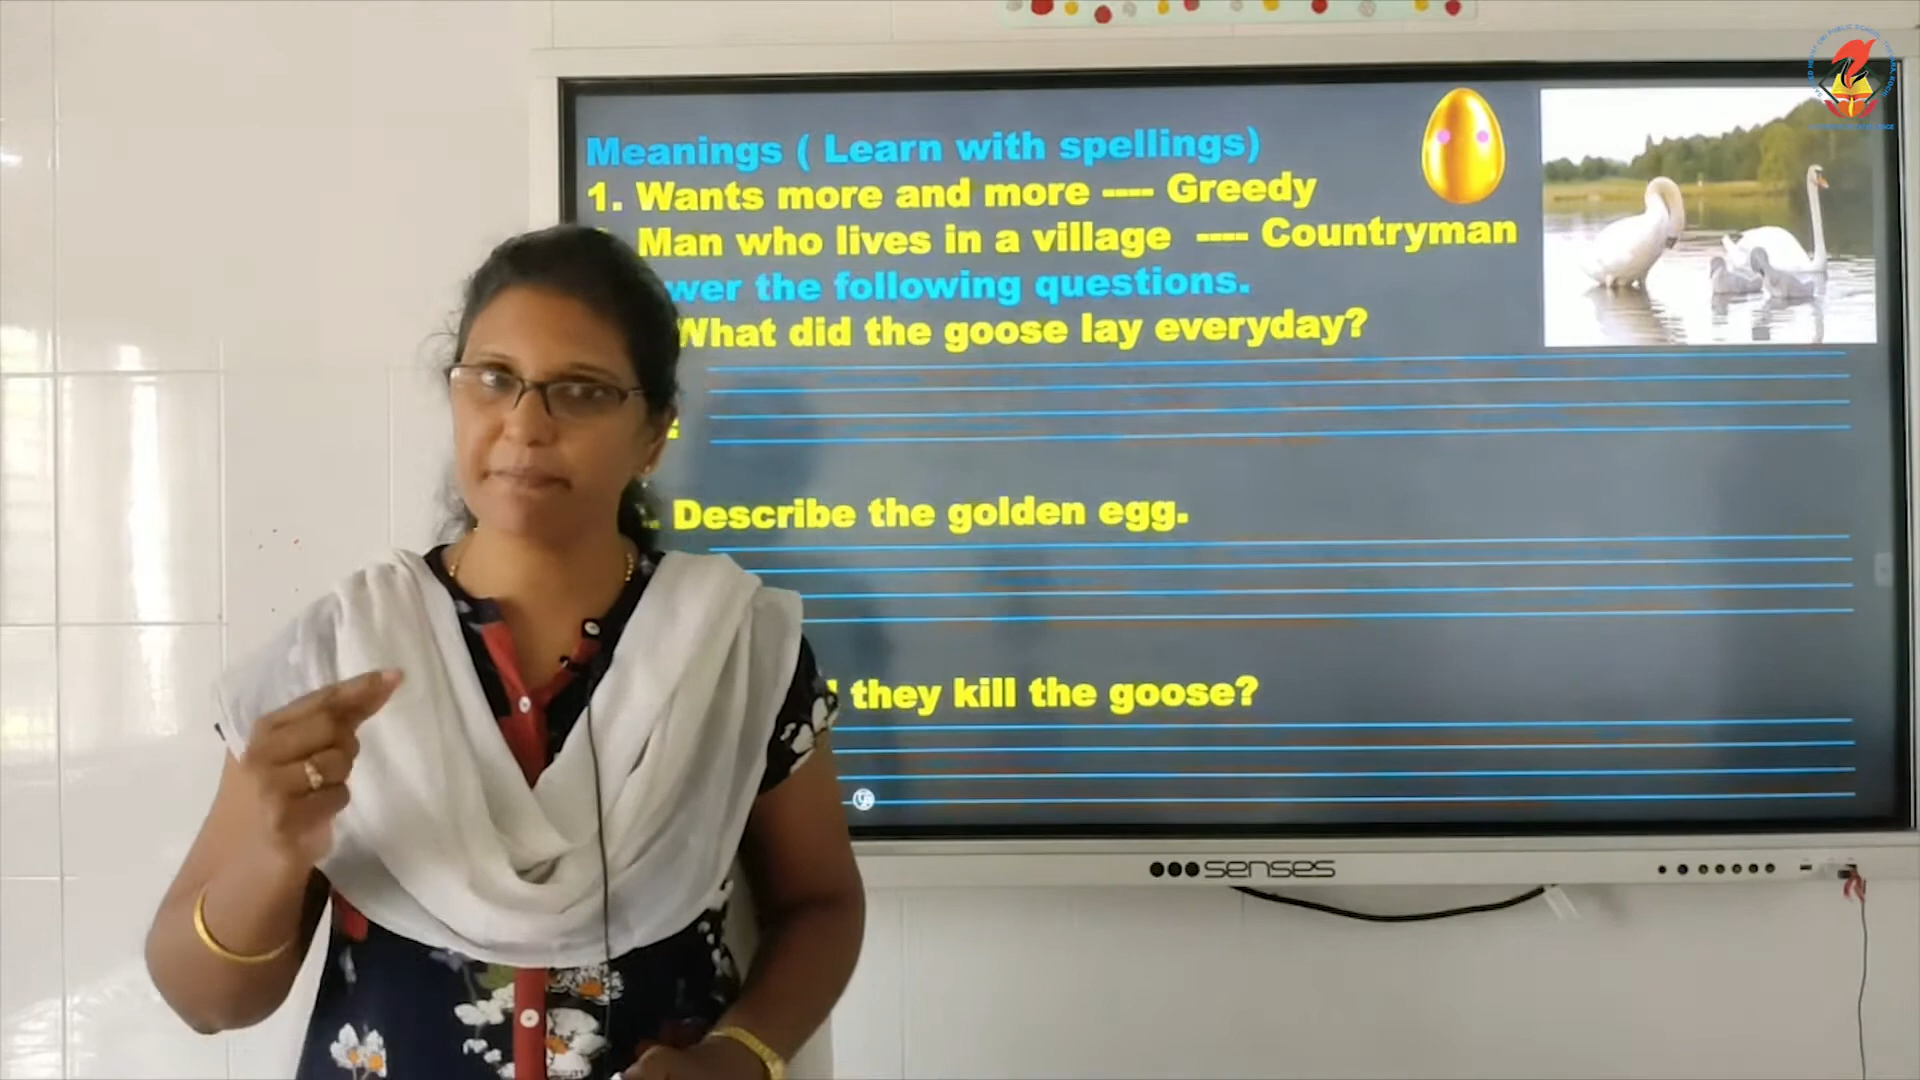 Meanings ( Learn with spellings)
1. Wants more and more ---- Greedy
Man who lives in a village ---- Countryman
wer the following questions.
What did the goose lay everyday?
Describe the golden egg.
they kill the goose?
senses